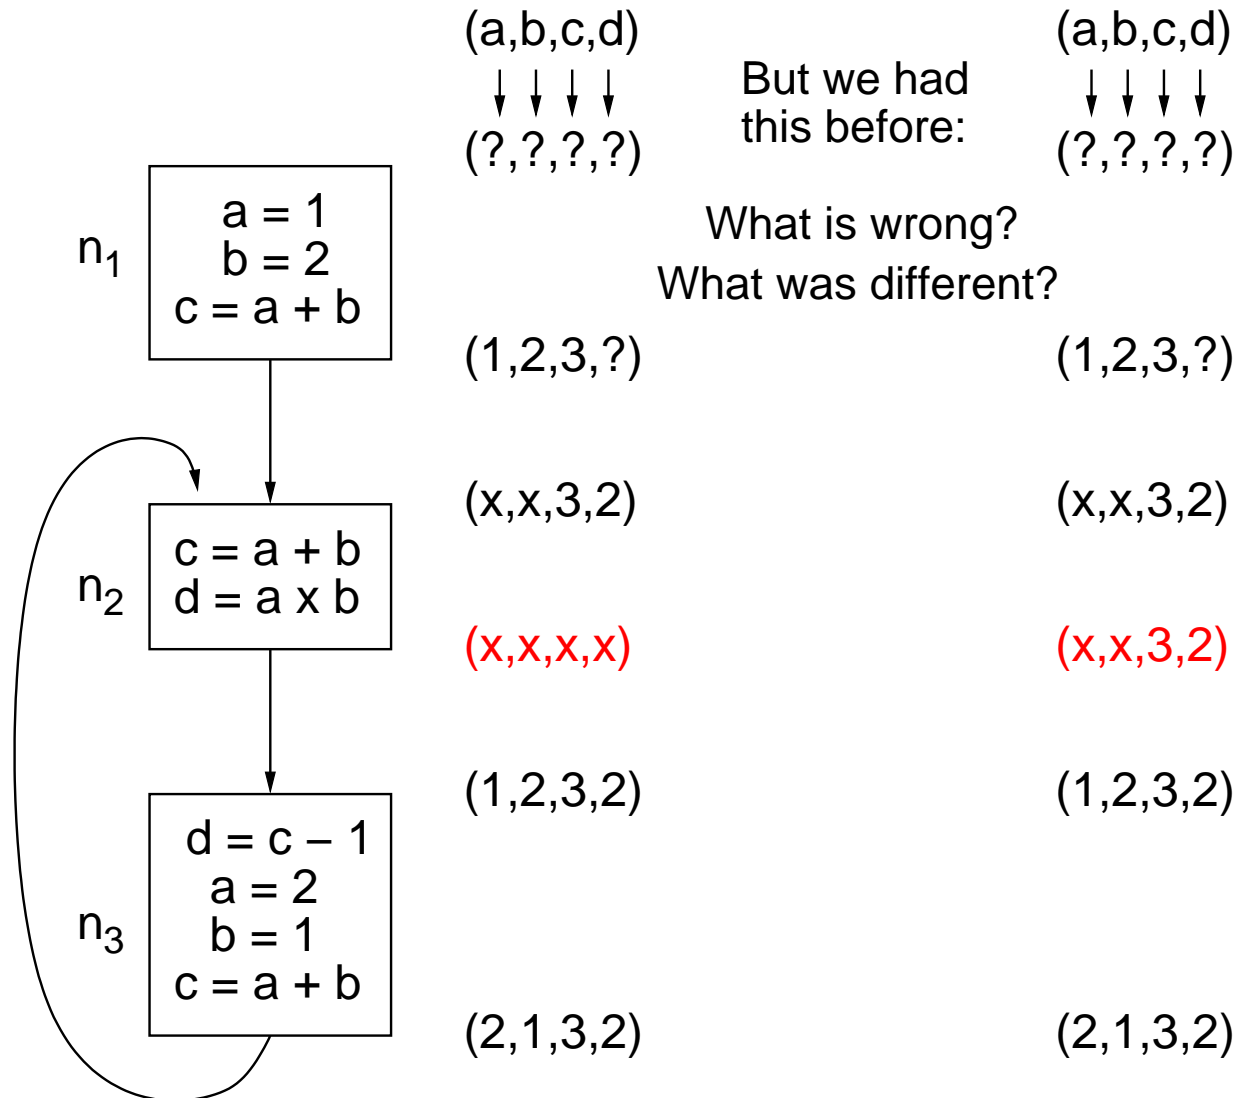 (a,b,c,d)
(?,?,?,?)
But we had
this before:
(a,b,c,d)
(?,?,?,?)
What is wrong?
What was different?
n1
a = 1
b = 2
c = a + b
(1,2,3,?)
(1,2,3,?)
(x,x,3,2)
(x,x,3,2)
n2
c = a + b
d = a x b
(x,x,x,x)
(x,x,3,2)
(1,2,3,2)
(1,2,3,2)
n3
d = c – 1
a = 2
b = 1
c = a + b
(2,1,3,2)
(2,1,3,2)